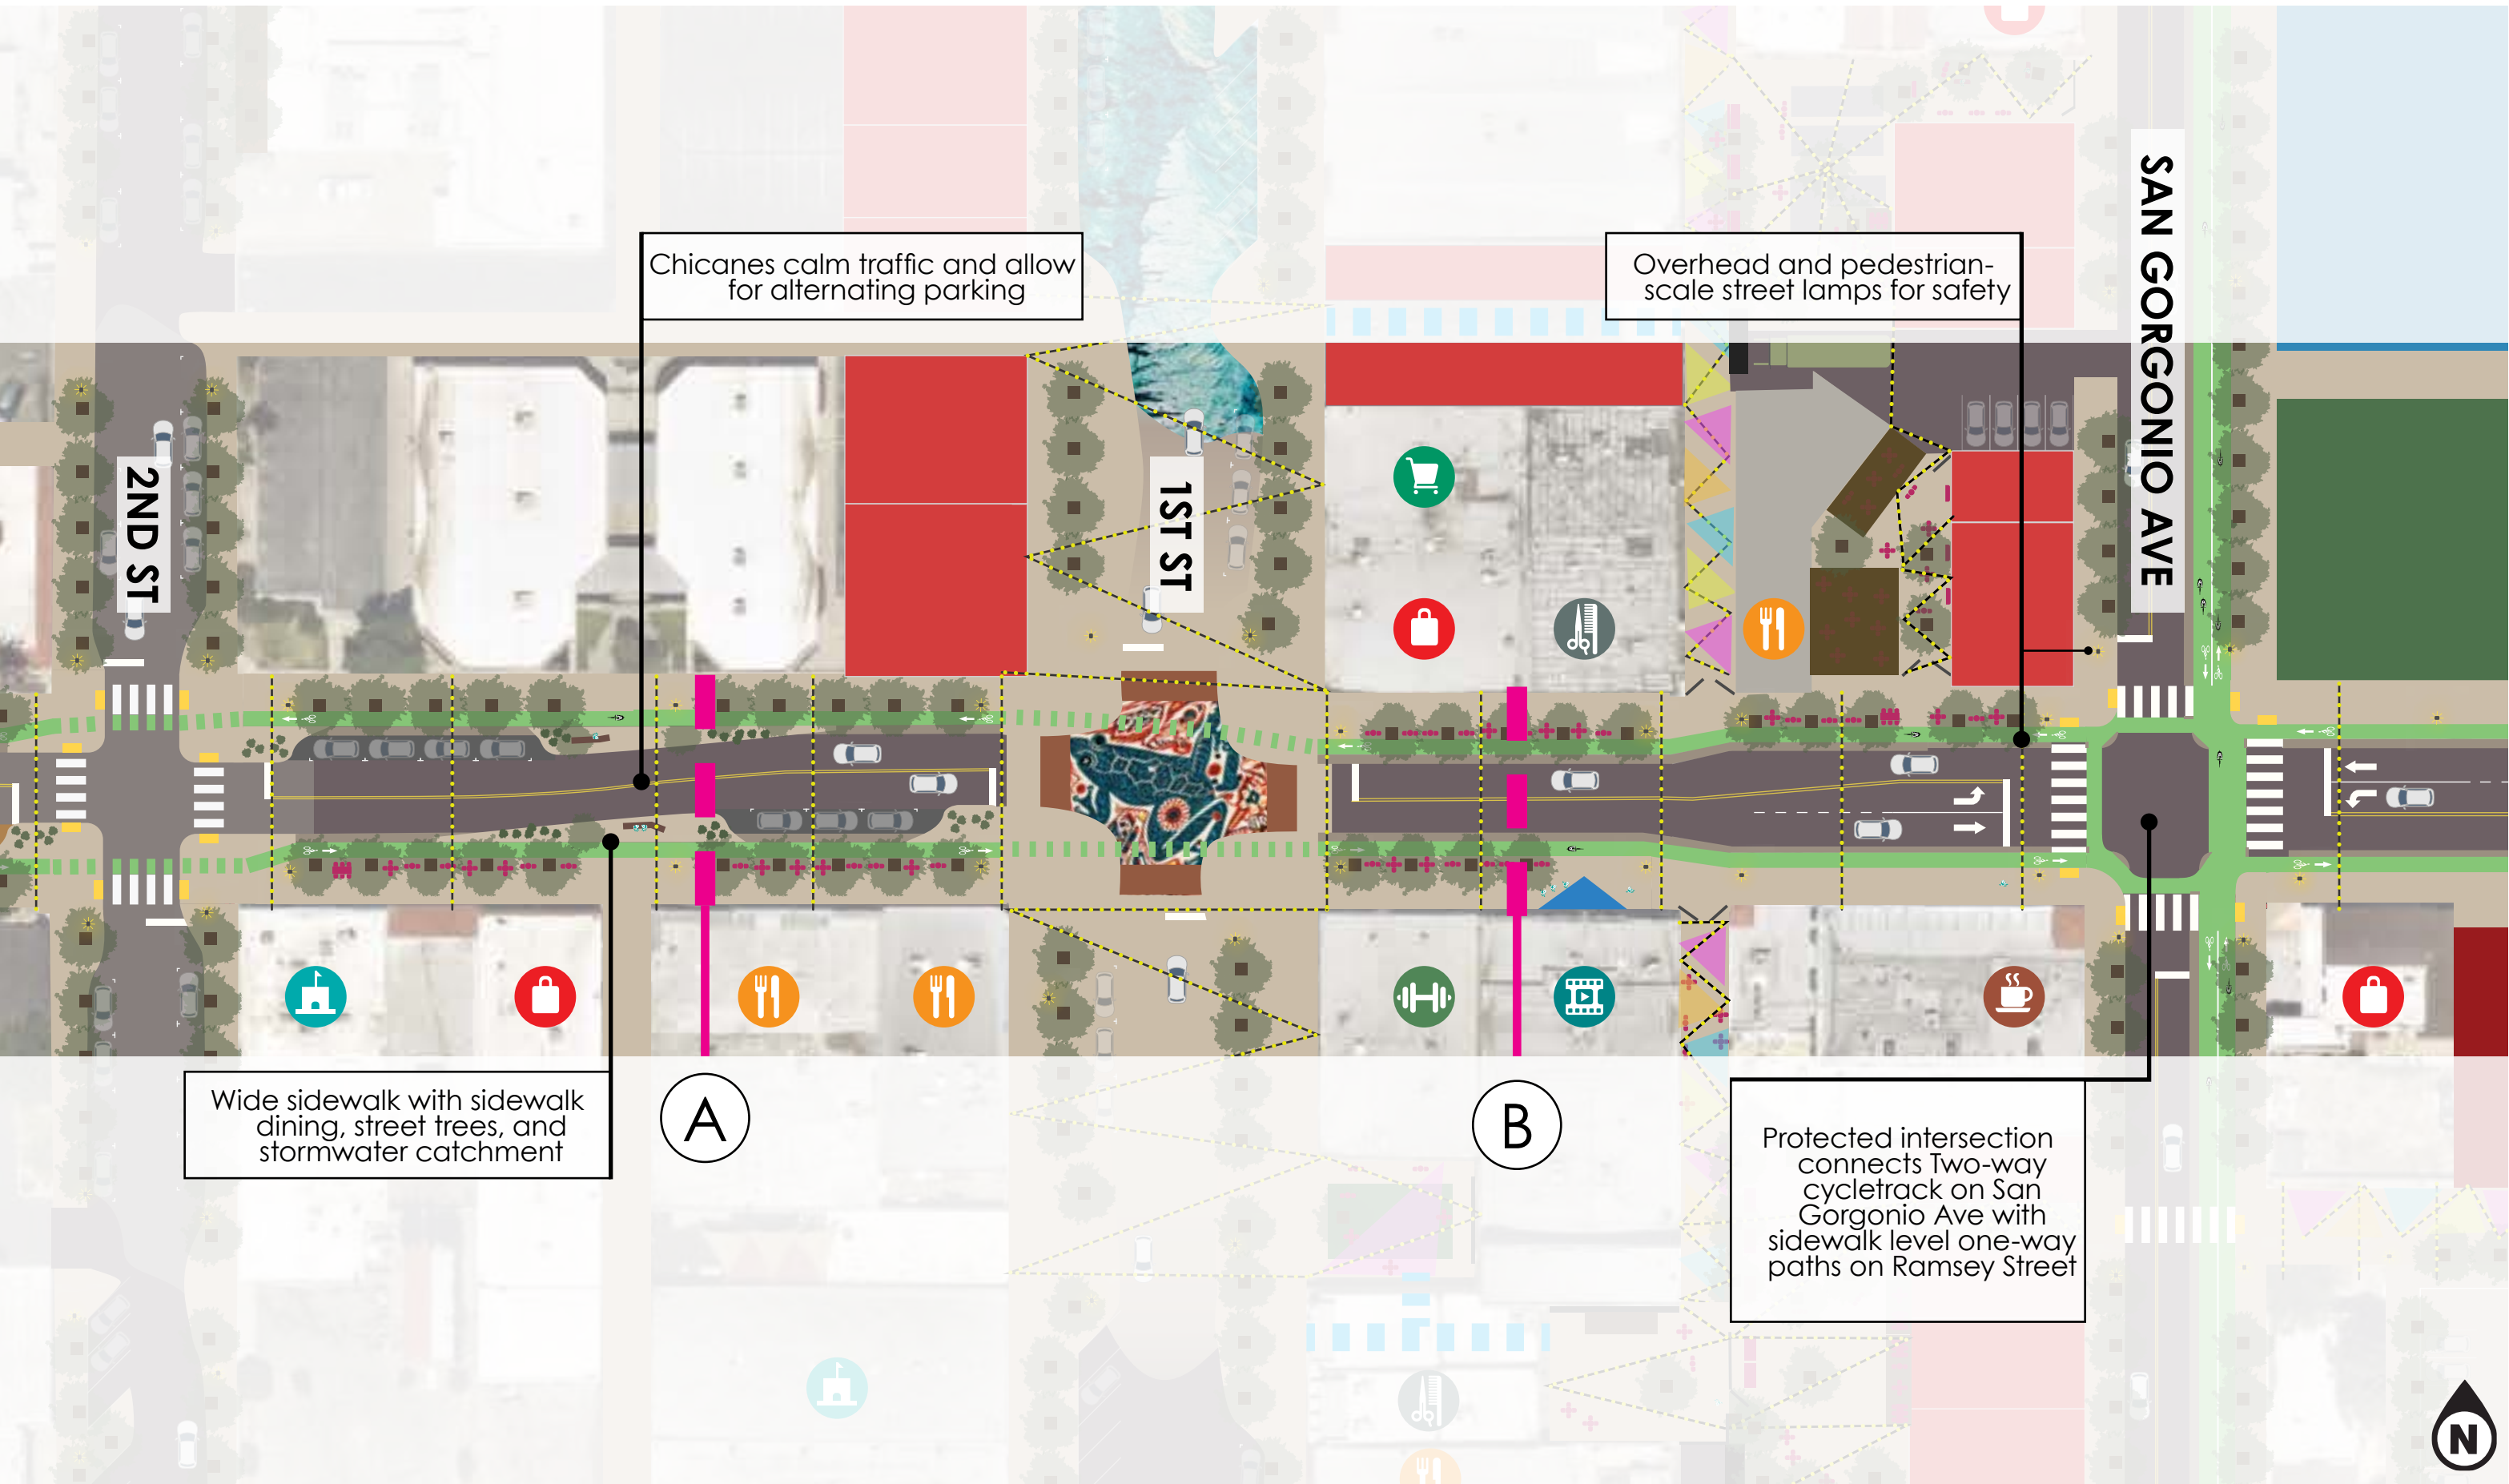 Chicanes calm traffic and allow
for alternating parking
Overhead and pedestrian-
scale street lamps for safety
SAN GORGONIO AVE
2ND ST
1ST ST
Wide sidewalk with sidewalk
dining, street trees, and
stormwater catchment
A
B
Protected intersection
connects Two-way
cycletrack on San
Gorgonio Ave with
sidewalk level one-way
paths on Ramsey Street
N